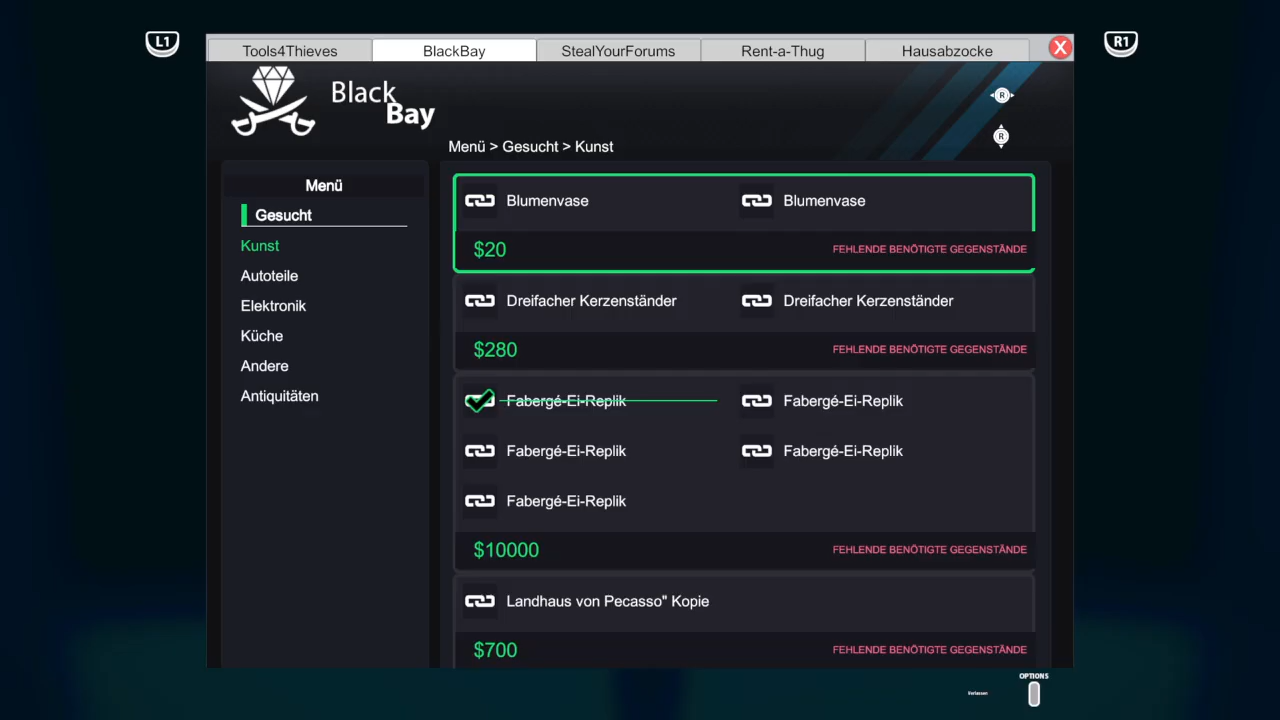 L1
Tools4Thieves
BlackBay
StealYourForums
Rent-a-Thug
Hausabzocke
X
R1
Black
Bay
R
R
Menü > Gesucht > Kunst
Menü
Gesucht
Kunst
Autoteile
Elektronik
Küche
Andere
Antiquitäten
Blumenvase
Blumenvase
$20
FEHLENDE BENÖTIGTE GEGENSTÄNDE
Dreifacher Kerzenständer
Dreifacher Kerzenständer
$280
FEHLENDE BENÖTIGTE GEGENSTÄNDE
Fabergé-Ei-Replik
Fabergé-Ei-Replik
Fabergé-Ei-Replik
Fabergé-Ei-Replik
Fabergé-Ei-Replik
$10000
FEHLENDE BENÖTIGTE GEGENSTÄNDE
Landhaus von Pecasso" Kopie
$700
FEHLENDE BENÖTIGTE GEGENSTÄNDE
Verlassen
OPTIONS